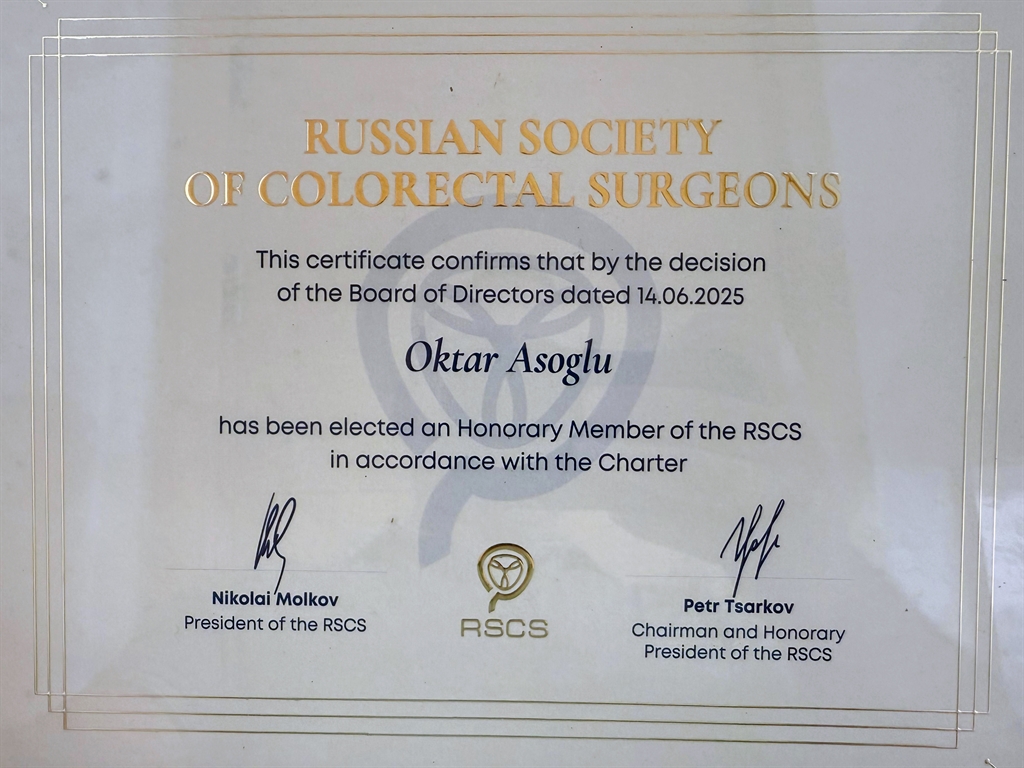 RUSSIAN SOCIETY
OF COLORECTAL SURGEONS
This certificate confirms that by the decision
of the Board of Directors dated 14.06.2025
Oktar Asoglu
has been elected an Honorary Member of the RSCS
in accordance with the Charter
Nikolai Molkov
President of the RSCS
RSCS
Petr Tsarkov
Chairman and Honorary
President of the RSCS